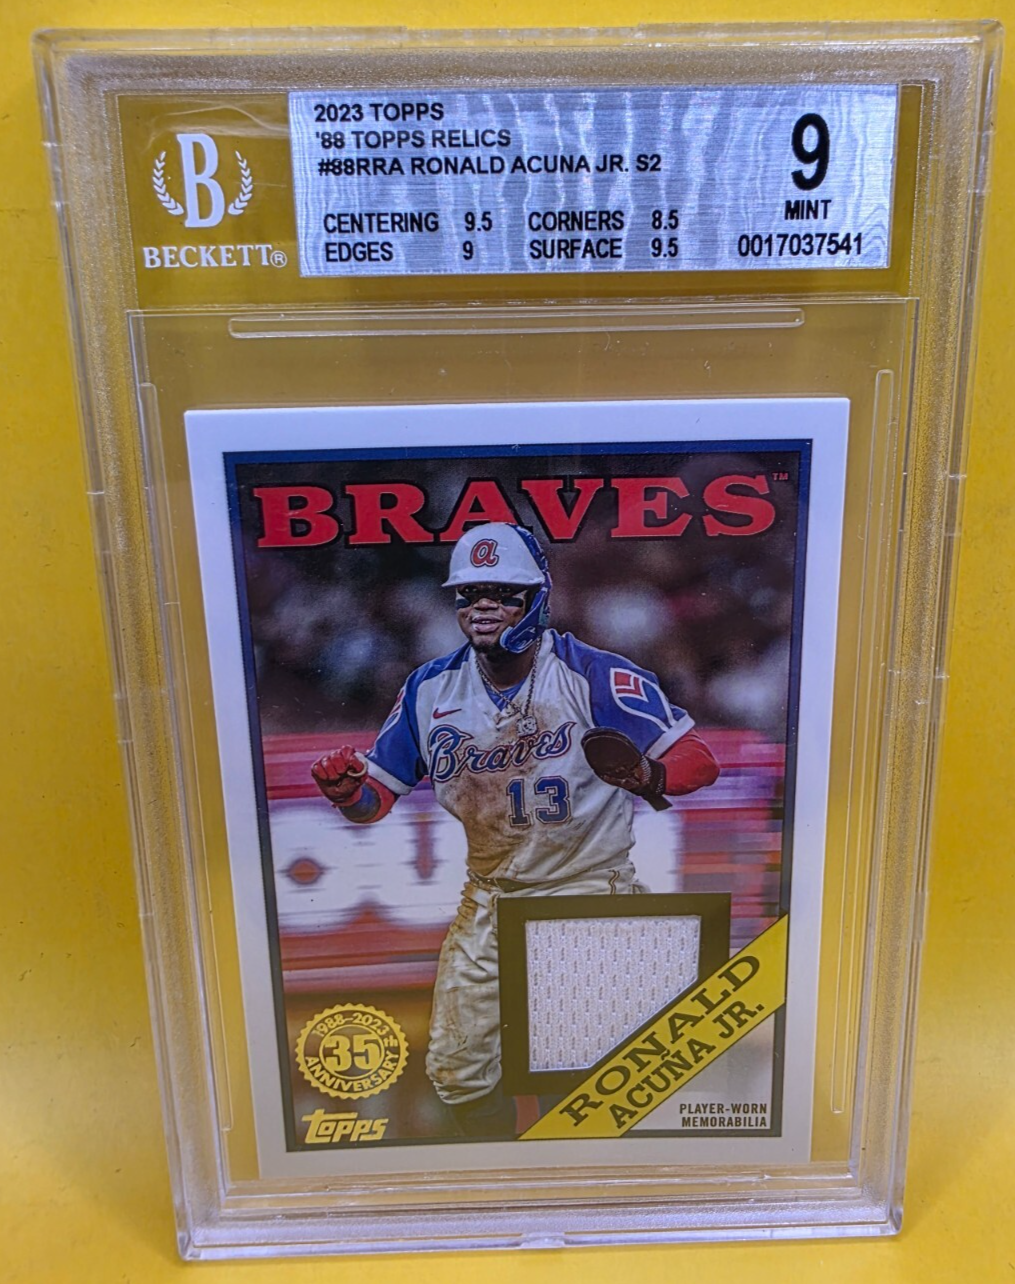 2023 TOPPS
'88 TOPPS RELICS
#88RRA RONALD ACUNA JR. S2
CENTERING 9.5 CORNERS 8.5
EDGES 9 SURFACE 9.5
9
MINT
0017037541
B
BECKETT®
BRAVES™
a
Braves
13
1988-2023
35th
ANNIVERSARY
TOPPS
RONALD
ACUÑA JR.
PLAYER-WORN
MEMORABILIA